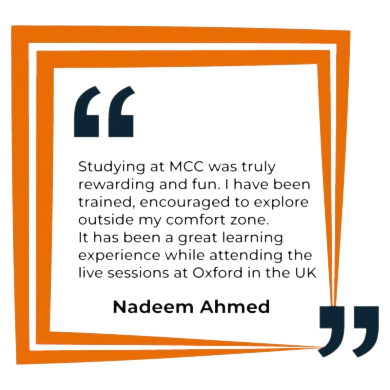 Studying at MCC was truly
rewarding and fun. I have been
trained, encouraged to explore
outside my comfort zone.
It has been a great learning
experience while attending the
live sessions at Oxford in the UK
Nadeem Ahmed